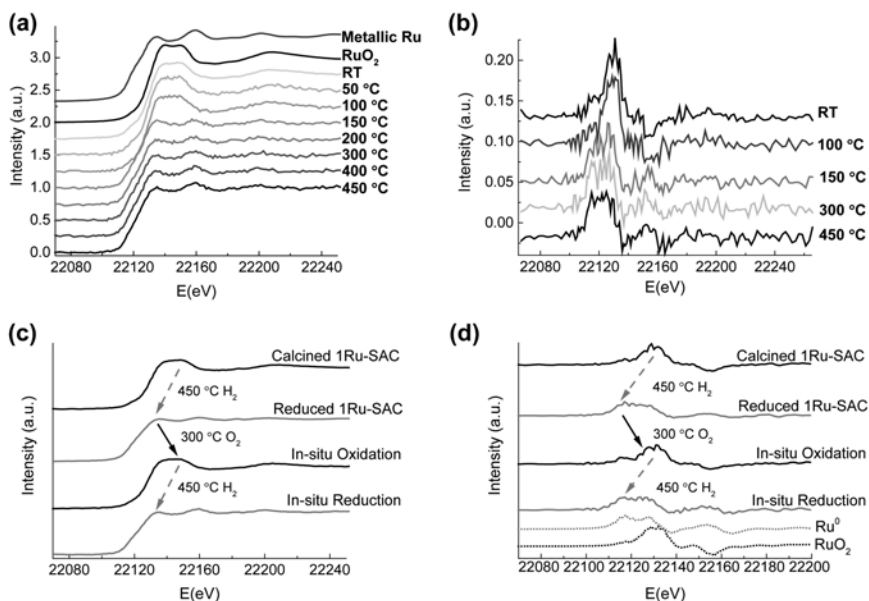 (a)
Metallic Ru
RuO₂
RT
50 °C
100 °C
150 °C
200 °C
300 °C
400 °C
450 °C
3.0
2.5
2.0
1.5
1.0
0.5
0.0
Intensity (a.u.)
22080 22120 22160 22200 22240
E(eV)
(b)
RT
100 °C
150 °C
300 °C
450 °C
0.20
0.15
0.10
0.05
0.00
Intensity (a.u.)
22080 22120 22160 22200 22240
E(eV)
(c)
Calcined 1Ru-SAC
450 °C H₂
Reduced 1Ru-SAC
300 °C O₂
In-situ Oxidation
450 °C H₂
In-situ Reduction
Intensity (a.u.)
22080 22120 22160 22200 22240
E(eV)
(d)
Calcined 1Ru-SAC
450 °C H₂
Reduced 1Ru-SAC
300 °C O₂
In-situ Oxidation
450 °C H₂
In-situ Reduction
Ru⁰
RuO₂
Intensity (a.u.)
22080 22100 22120 22140 22160 22180 22200
E(eV)